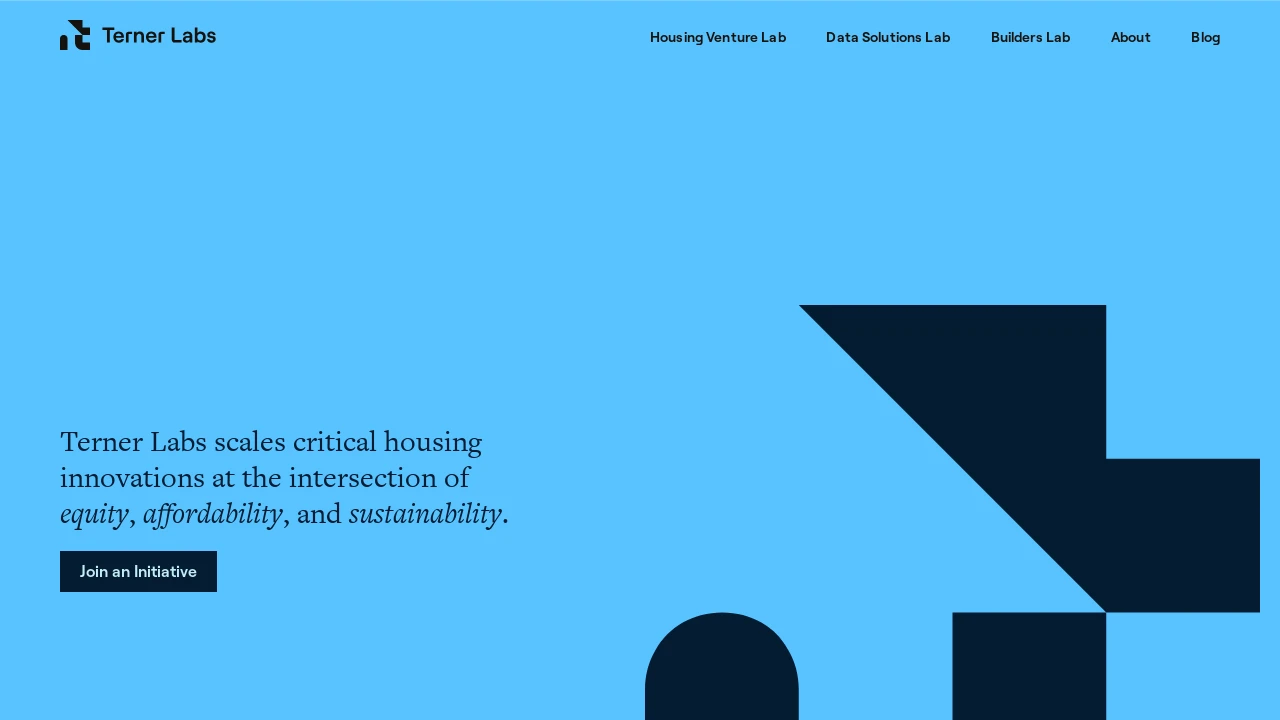 Terner Labs
Housing Venture Lab
Data Solutions Lab
Builders Lab
About
Blog
Terner Labs scales critical housing
innovations at the intersection of
equity, affordability, and sustainability.
Join an Initiative